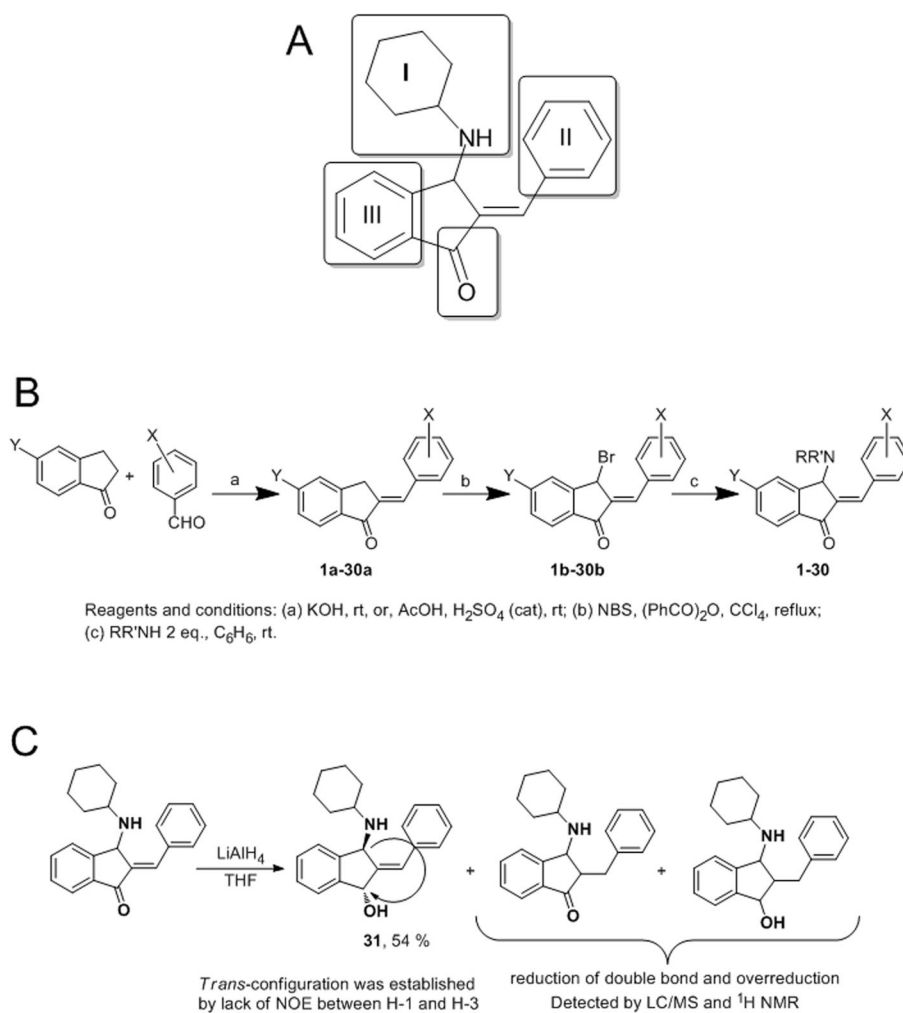 A
I
NH
II
III
O
B
Y
O
+
X
CHO
a
Y
X
O
1a-30a
b
Y
Br
X
O
1b-30b
c
Y
RR'N
X
O
1-30
Reagents and conditions: (a) KOH, rt, or, AcOH, H₂SO₄ (cat), rt; (b) NBS, (PhCO)₂O, CCl₄, reflux;
(c) RR'NH 2 eq., C₆H₆, rt.
C
NH
O
LiAlH₄
THF
NH
OH
31, 54 %
+
NH
O
+
NH
OH
Trans-configuration was established
by lack of NOE between H-1 and H-3
reduction of double bond and overreduction
Detected by LC/MS and ¹H NMR